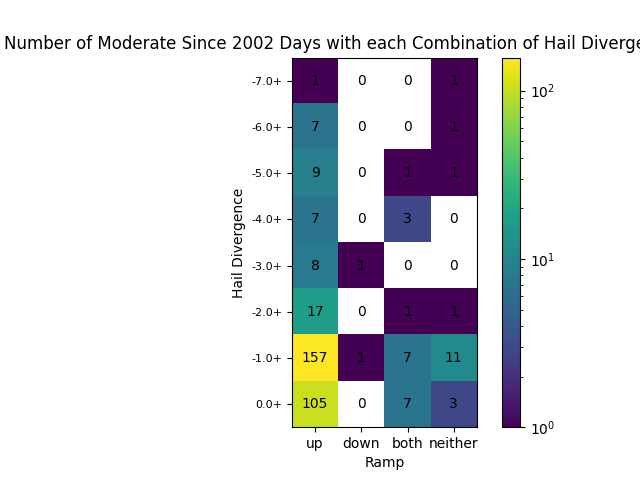 Number of Moderate Since 2002 Days with each Combination of Hail Diverge
-7.0+ 1 0 0 1
-6.0+ 7 0 0 1
-5.0+ 9 0 1 1
-4.0+ 7 0 3 0
-3.0+ 8 1 0 0
-2.0+ 17 0 1 1
-1.0+ 157 1 7 11
0.0+ 105 0 7 3
up down both neither
Ramp
Hail Divergence
10²
10¹
10⁰